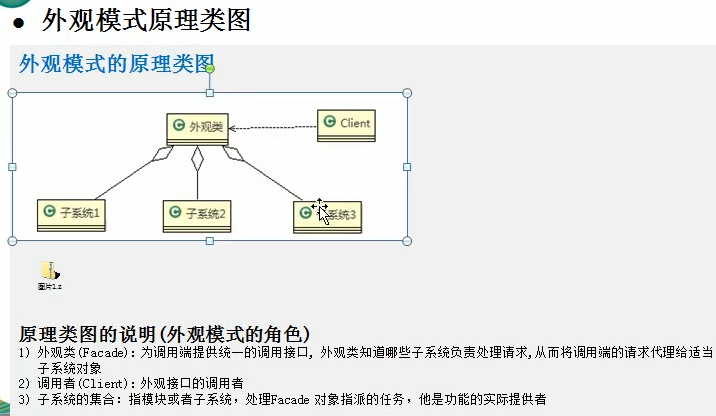 外观模式原理类图
外观模式的原理类图
外观类
Client
子系统1
子系统2
系统3
图片1.z
原理类图的说明(外观模式的角色)
1) 外观类(Facade): 为调用端提供统一的调用接口, 外观类知道哪些子系统负责处理请求,从而将调用端的请求代理给适当
子系统对象
2) 调用者(Client): 外观接口的调用者
3) 子系统的集合: 指模块或者子系统，处理Facade 对象指派的任务，他是功能的实际提供者